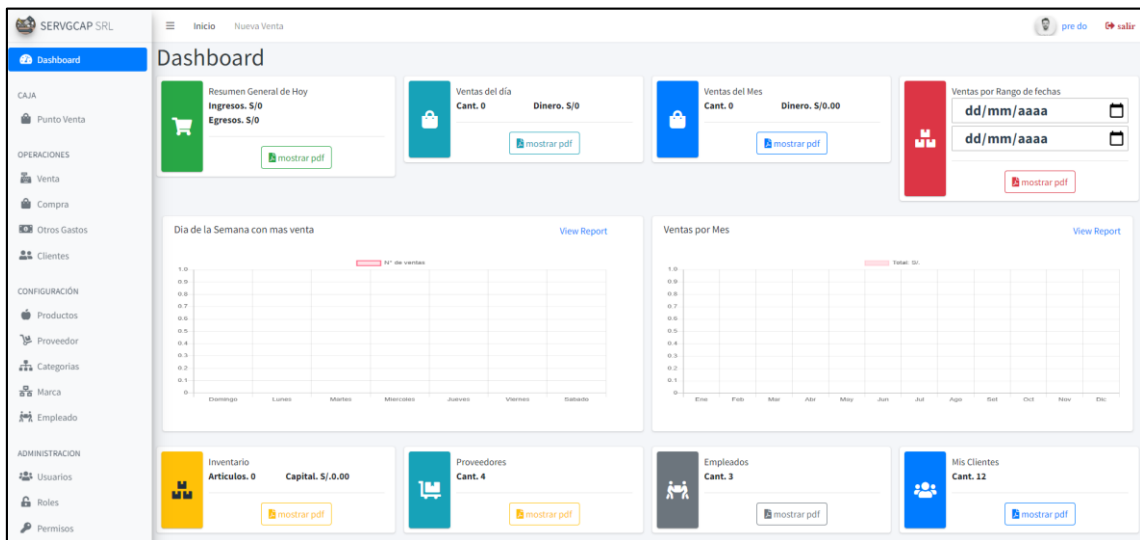 SERVGCAP SRL
Inicio Nueva Venta
pre do salir
Dashboard
CAJA
Punto Venta
OPERACIONES
Venta
Compra
Otros Gastos
Clientes
CONFIGURACIÓN
Productos
Proveedor
Categorias
Marca
Empleado
ADMINISTRACION
Usuarios
Roles
Permisos
Dashboard
Resumen General de Hoy
Ingresos. S/0
Egresos. S/0
mostrar pdf
Ventas del día
Cant. 0 Dinero. S/0
mostrar pdf
Ventas del Mes
Cant. 0 Dinero. S/0.00
mostrar pdf
Ventas por Rango de fechas
dd/mm/aaaa
dd/mm/aaaa
mostrar pdf
Dia de la Semana con mas venta View Report
N° de ventas
1.0
0.9
0.8
0.7
0.6
0.5
0.4
0.3
0.2
0.1
0
Domingo Lunes Martes Miercoles Jueves Viernes Sabado
Ventas por Mes View Report
Total: S/.
1.0
0.9
0.8
0.7
0.6
0.5
0.4
0.3
0.2
0.1
0
Ene Feb Mar Abr May Jun Jul Ago Set Oct Nov Dic
Inventario
Articulos. 0 Capital. S/.0.00
mostrar pdf
Proveedores
Cant. 4
mostrar pdf
Empleados
Cant. 3
mostrar pdf
Mis Clientes
Cant. 12
mostrar pdf